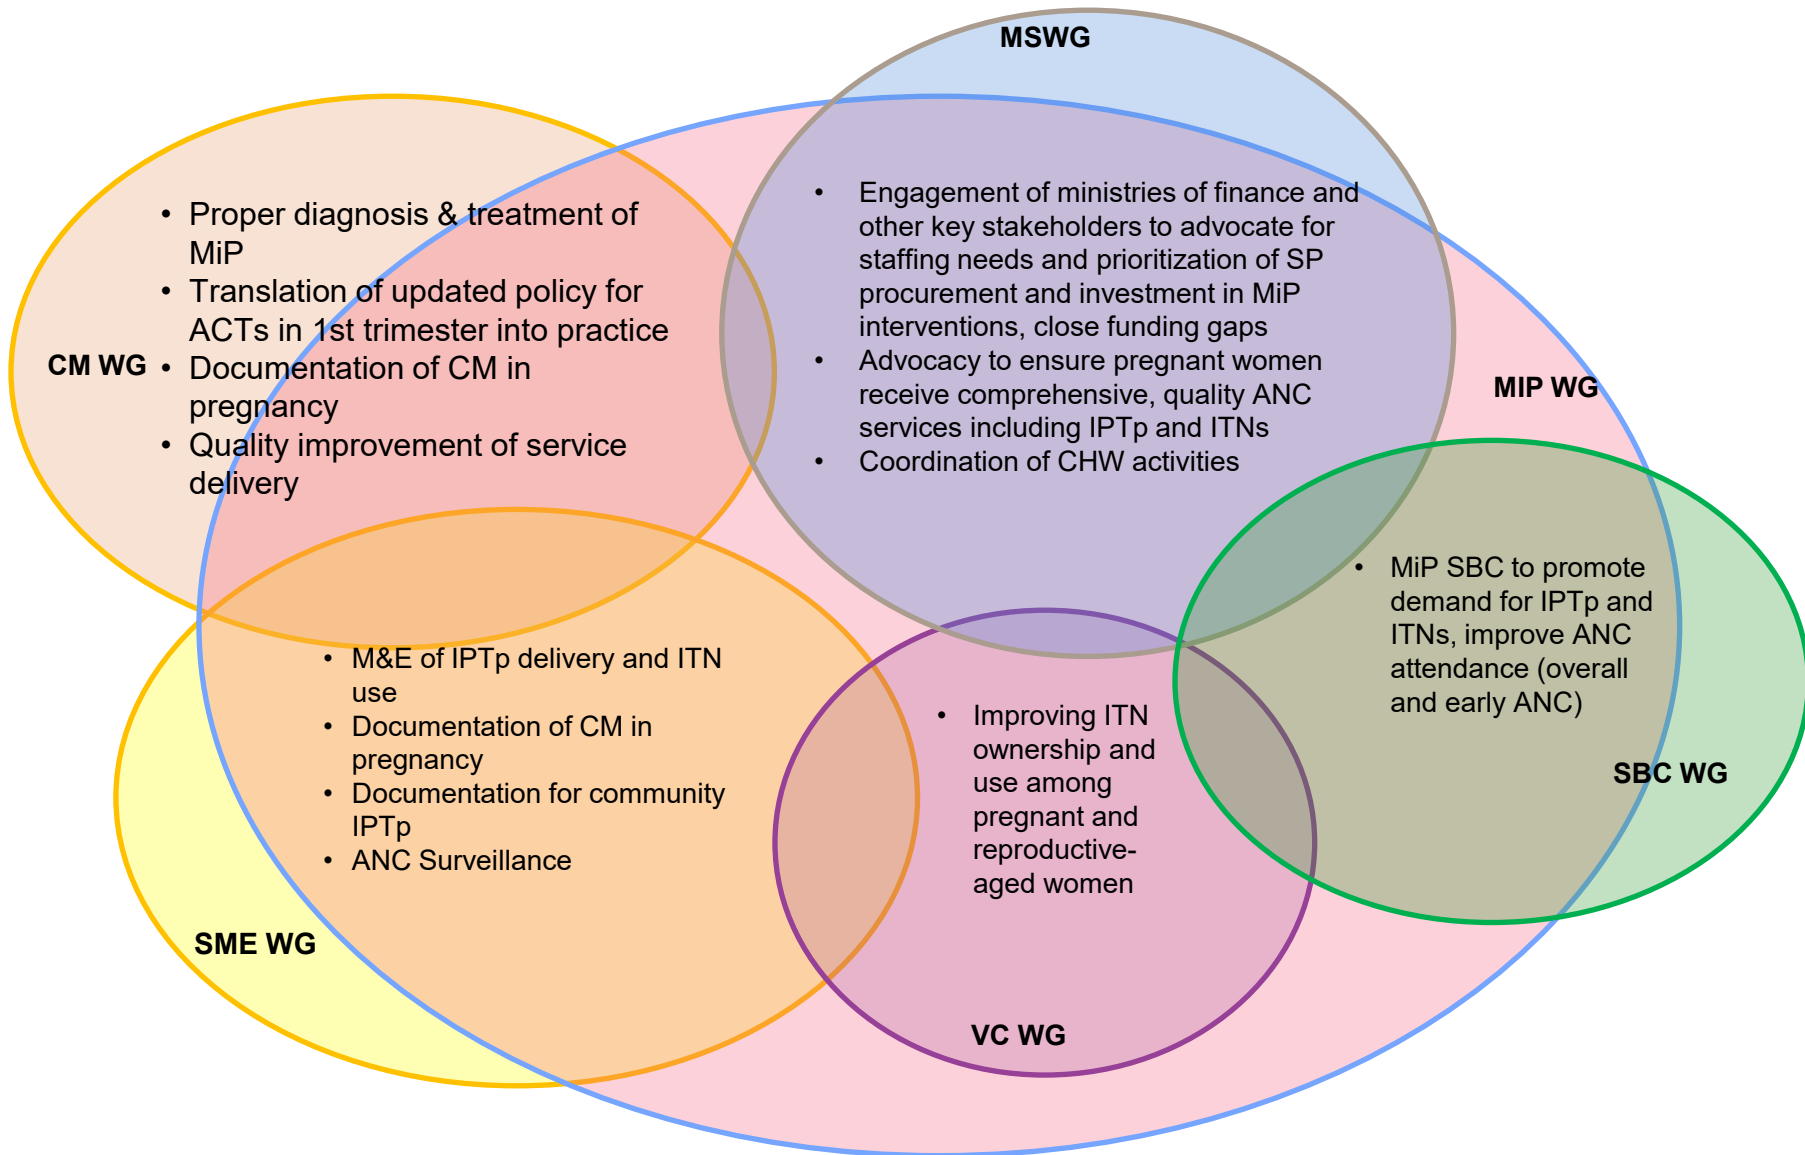 MSWG
CM WG
• Proper diagnosis & treatment of
MiP
• Translation of updated policy for
ACTs in 1st trimester into practice
• Documentation of CM in
pregnancy
• Quality improvement of service
delivery
• Engagement of ministries of finance and
other key stakeholders to advocate for
staffing needs and prioritization of SP
procurement and investment in MiP
interventions, close funding gaps
• Advocacy to ensure pregnant women
receive comprehensive, quality ANC
services including IPTp and ITNs
• Coordination of CHW activities
MIP WG
• MiP SBC to promote
demand for IPTp and
ITNs, improve ANC
attendance (overall
and early ANC)
SBC WG
• M&E of IPTp delivery and ITN
use
• Documentation of CM in
pregnancy
• Documentation for community
IPTp
• ANC Surveillance
SME WG
• Improving ITN
ownership and
use among
pregnant and
reproductive-
aged women
VC WG